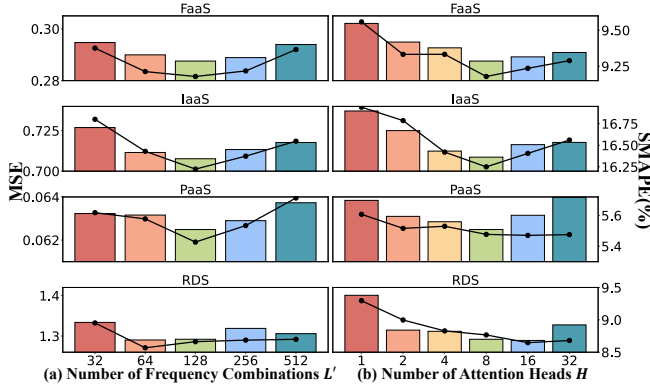 FaaS FaaS
0.30 9.50
9.25
0.28
IaaS IaaS
0.725 16.75
16.50
0.700 16.25
MSE SMAPE(%)
PaaS PaaS
0.064
5.6
0.062 5.4
RDS RDS
1.4 9.5
9.0
1.3
8.5
32 64 128 256 512 1 2 4 8 16 32
(a) Number of Frequency Combinations L′ (b) Number of Attention Heads H